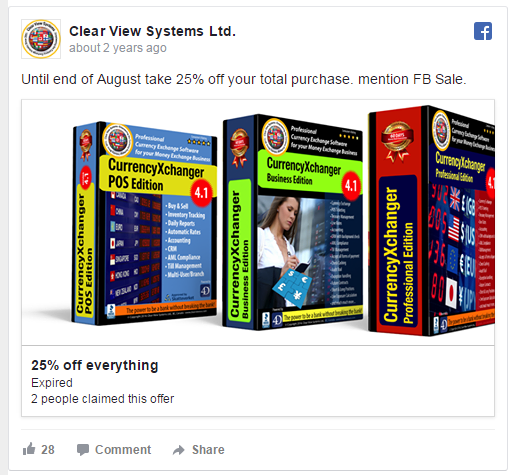 Clear View Systems Ltd.
about 2 years ago
Until end of August take 25% off your total purchase. mention FB Sale.
Professional
Currency Exchange Software
for your Money Exchange Business
CurrencyXchanger
POS Edition
4.1
• Buy & Sell
• Inventory Tracking
• Daily Reports
• Automatic Rates
• Accounting
• CRM
• AML Compliance
• Till Management
• Multi-User Branch
The power to be a bank without breaking the bank!
CurrencyXchanger
POS Edition
Professional
Currency Exchange Software
for your Money Exchange Business
CurrencyXchanger
Business Edition
4.1
The power to be a bank without breaking the bank!
CurrencyXchanger
Business Edition
Professional
Currency Exchange Software
for your Money Exchange Business
CurrencyXchanger
Professional Edition
4.1
The power to be a bank without breaking the
CurrencyXchanger
Professional Edition
25% off everything
Expired
2 people claimed this offer
28
Comment
Share